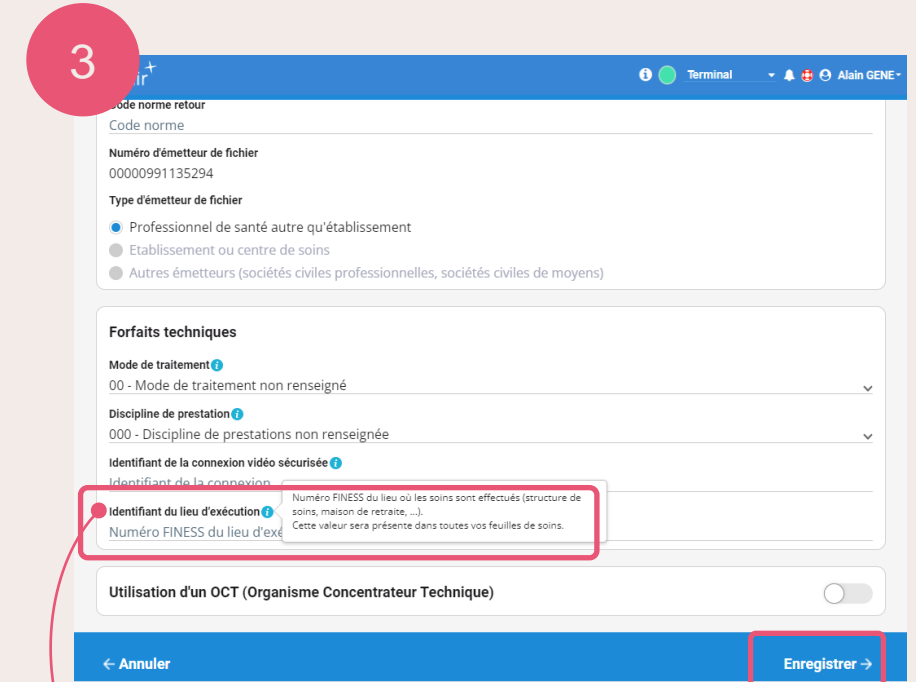 3
ir
Terminal
Alain GENE
Code norme retour
Code norme
Numéro d'émetteur de fichier
00000991135294
Type d'émetteur de fichier
Professionnel de santé autre qu'établissement
Etablissement ou centre de soins
Autres émetteurs (sociétés civiles professionnelles, sociétés civiles de moyens)
Forfaits techniques
Mode de traitement
00 - Mode de traitement non renseigné
Discipline de prestation
000 - Discipline de prestations non renseignée
Identifiant de la connexion vidéo sécurisée
Identifiant de la connexion
Identifiant du lieu d'exécution
Numéro FINESS du lieu où les soins sont effectués (structure de
soins, maison de retraite, ...).
Cette valeur sera présente dans toutes vos feuilles de soins.
Numéro FINESS du lieu d'exé
Utilisation d'un OCT (Organisme Concentrateur Technique)
← Annuler
Enregistrer →